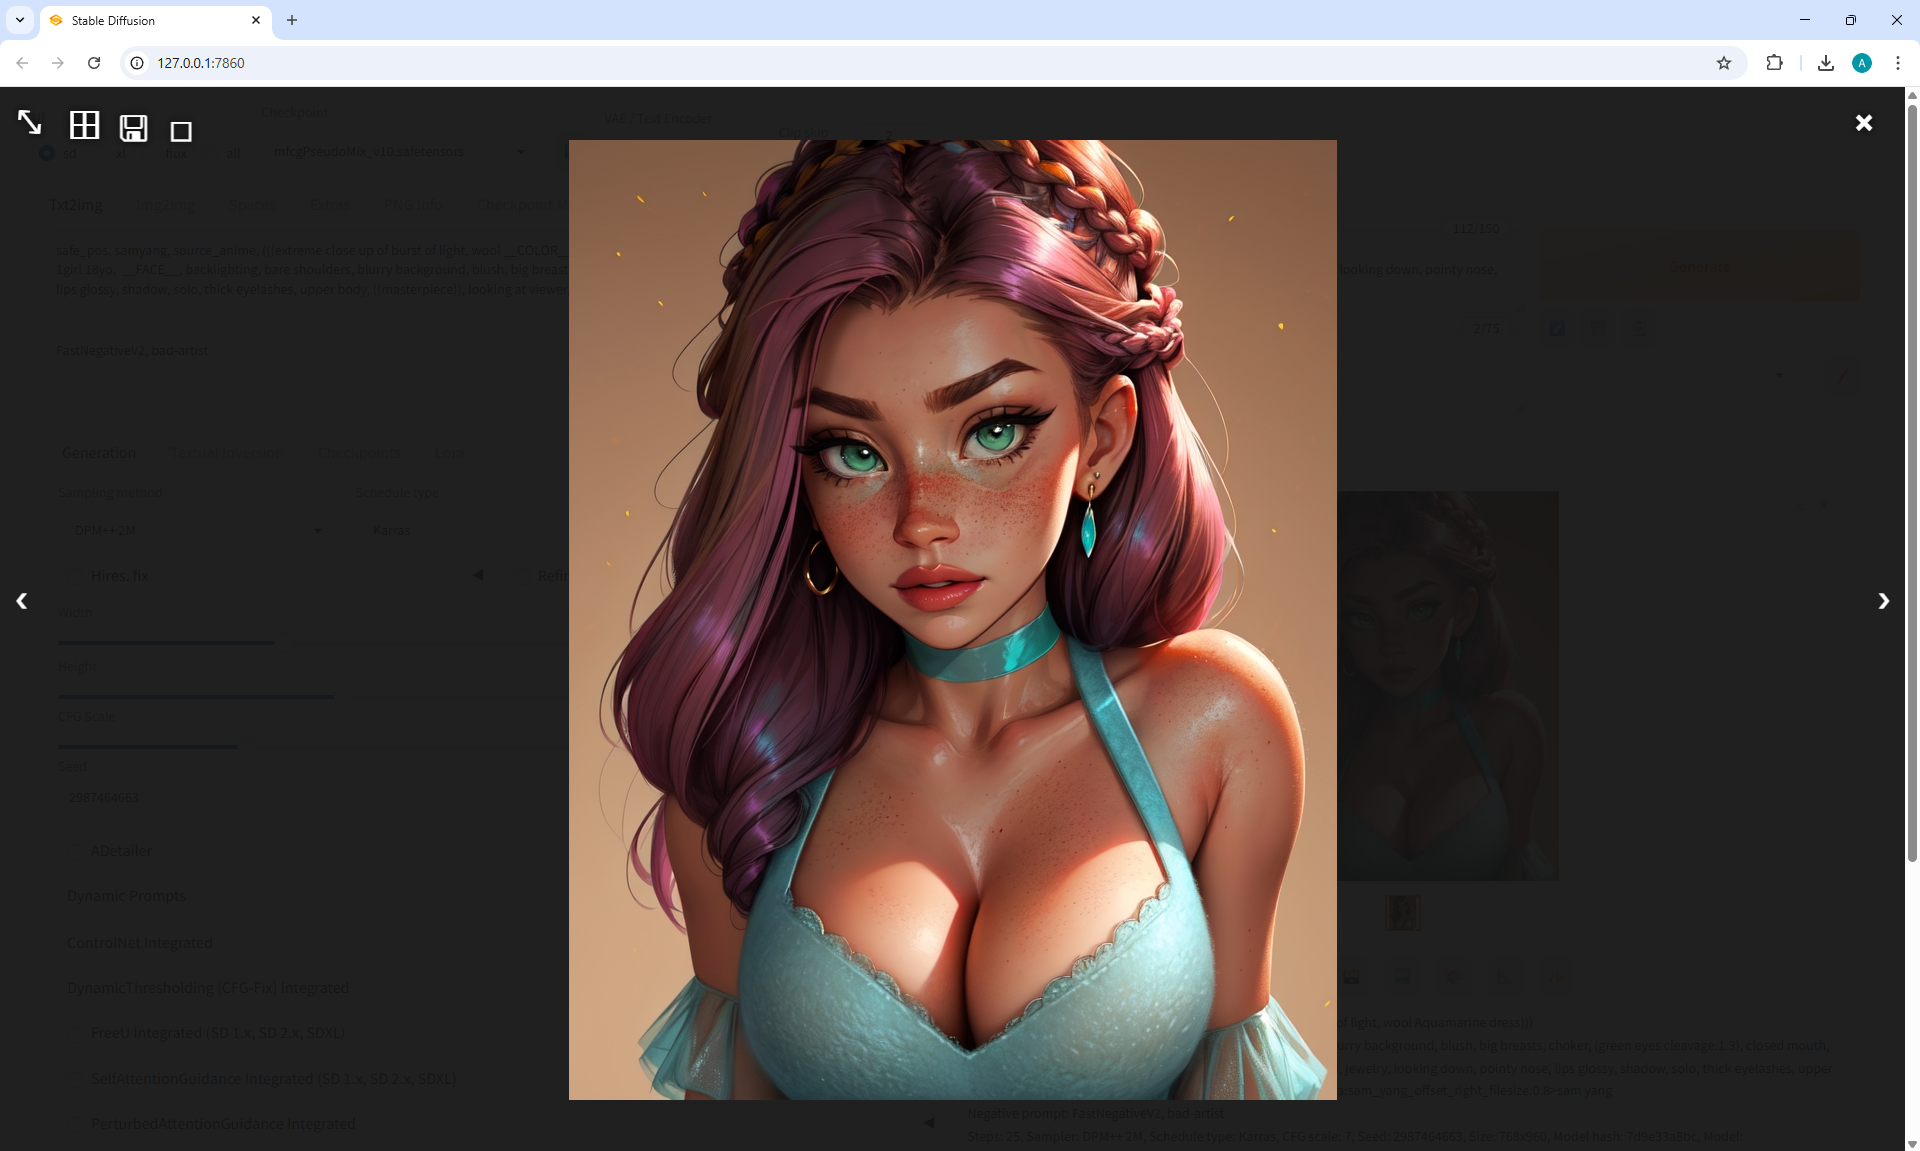 Stable Diffusion
127.0.0.1:7860
Checkpoint
VAE / Text Encoder
Clip skip
2
sd
xl
flux
all
mfcgPseudoMix_v10.safetensors
Txt2img
Img2img
Spaces
Extras
PNG Info
Checkpoint M
112/150
safe_pos, samyang, source_anime, (((extreme close up of burst of light, wool __COLOR__
1girl 18yo, __FACE__, backlighting, bare shoulders, blurry background, blush, big breast
ooking down, pointy nose,
lips glossy, shadow, solo, thick eyelashes, upper body, ((masterpiece)), looking at viewer
Generate
2/75
FastNegativeV2, bad-artist
Generation
Textual Inversion
Checkpoints
Lora
Sampling method
Schedule type
DPM++ 2M
Karras
Hires. fix
Refin
Width
Height
CFG Scale
Seed
2987464663
ADetailer
Dynamic Prompts
ControlNet Integrated
DynamicThresholding (CFG-Fix) Integrated
of light, wool Aquamarine dress)))
FreeU Integrated (SD 1.x, SD 2.x, SDXL)
rry background, blush, big breasts, choker, (green eyes cleavage:1.3), closed mouth,
jewelry, looking down, pointy nose, lips glossy, shadow, solo, thick eyelashes, upper
SelfAttentionGuidance Integrated (SD 1.x, SD 2.x, SDXL)
sam_yang_offset_right_filesize:0.8>sam yang
Negative prompt: FastNegativeV2, bad-artist
PerturbedAttentionGuidance Integrated
Steps: 25, Sampler: DPM++ 2M, Schedule type: Karras, CFG scale: 7, Seed: 2987464663, Size: 768x960, Model hash: 7d9e33a8bc, Model: